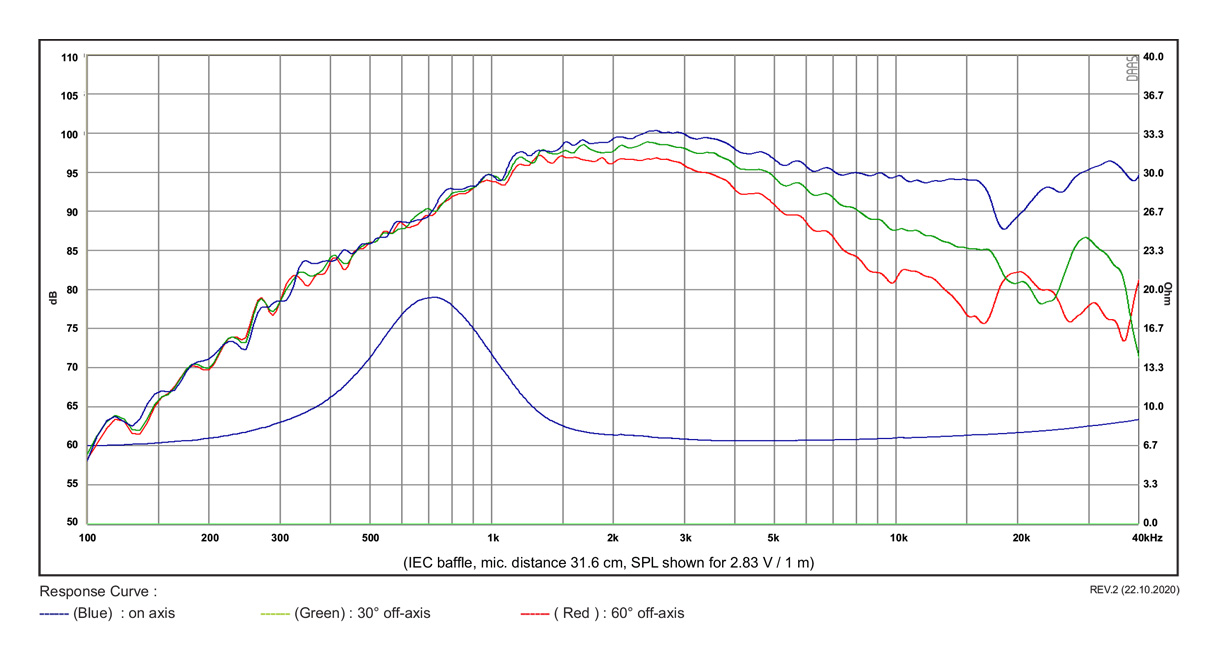 DAAS
110 40.0
105 36.7
100 33.3
95 30.0
90 26.7
85 23.3
80 20.0
dB Ohm
75 16.7
70 13.3
65 10.0
60 6.7
55 3.3
50 0.0
100 200 300 500 1k 2k 3k 5k 10k 20k 40kHz
(IEC baffle, mic. distance 31.6 cm, SPL shown for 2.83 V / 1 m)
Response Curve : REV.2 (22.10.2020)
(Blue) : on axis (Green) : 30° off-axis ( Red ) : 60° off-axis